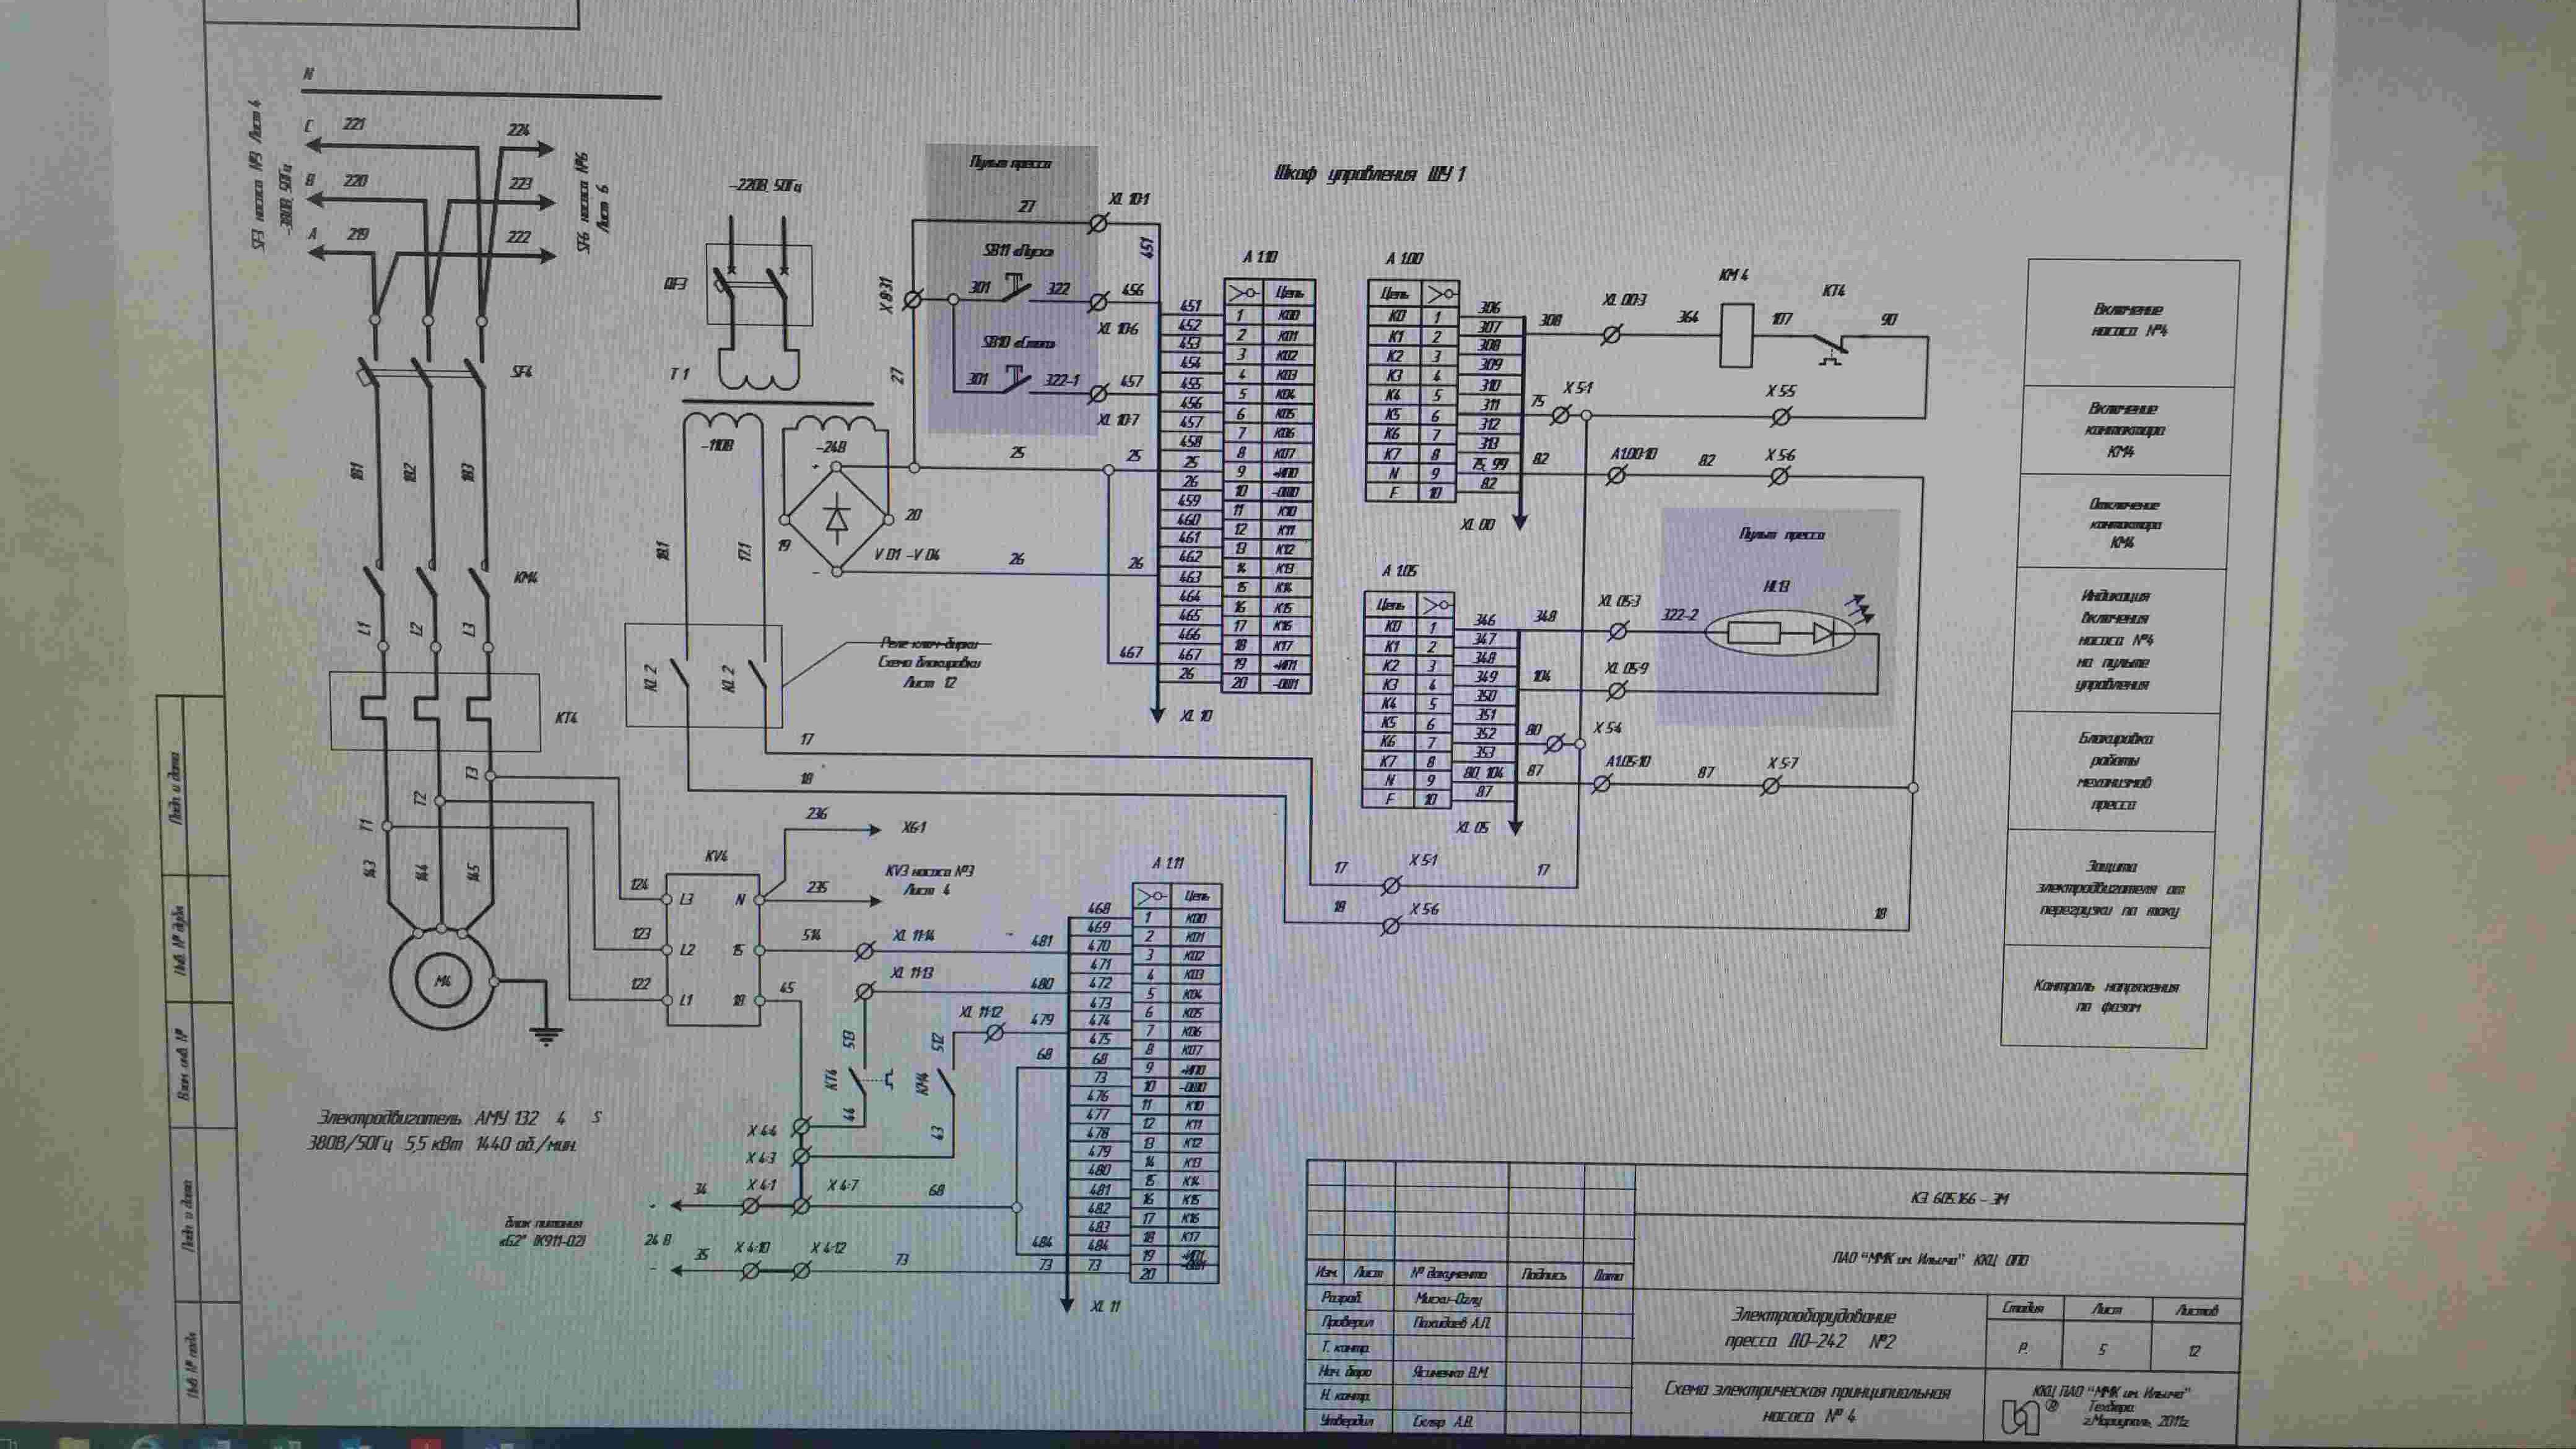 N
C 221
224
B 220
223
A 219
222
SF3 насоса №3 /Лист 4
~380В, 50Гц
SF6 насоса №6
Лист 6
SF4
181
182
183
KM4
L1
L2
L3
KT4
T1
T2
T3
143
144
145
M4
Электродвигатель АМУ 132 4 S
380В/50Гц 5,5 кВт 1440 об./мин.
~220В, 50Гц
QF3
T 1
~110В
~24В
+
-
19
20
V D1 -V D4
18.1
17.1
KL 2
KL 2
Реле ключ-бирки
Схема блокировки
Лист 12
17
18
Пульт пресса
27
XL 10-1
451
SB11 «Пуск»
301
322
456
XL 10-6
SB10 «Стоп»
301
322-1
457
XL 10-7
X 8-31
27
25
25
26
26
467
XL 10
Шкаф управления ШУ 1
A 1.10
Цепь
451 1 K00
452 2 K01
453 3 K02
454 4 K03
455 5 K04
456 6 K05
457 7 K06
458 8 K07
25 9 +ИП0
26 10 -ОШ0
459 11 K10
460 12 K11
461 13 K12
462 14 K13
463 15 K14
464 16 K15
465 17 K16
466 18 K17
467 19 +ИП1
26 20 -ОШ1
A 1.00
Цепь
K0 1 306
K1 2 307
K2 3 308
K3 4 309
K4 5 310
K5 6 311
K6 7 312
K7 8 313
N 9 75, 99
F 10 82
XL 00
308
XL 00-3
364
KM 4
107
KT4
90
75
X 5-1
X 5-5
82
A1.00-10
82
X 5-6
A 1.05
Цепь
K0 1 346
K1 2 347
K2 3 348
K3 4 349
K4 5 350
K5 6 351
K6 7 352
K7 8 353
N 9 80, 104
F 10 87
XL 05
Пульт пресса
HL13
348
XL 05-3
322-2
104
XL 05-9
80
X 5-4
87
A1.05-10
87
X 5-7
17
X 5-1
17
18
X 5-6
18
KV4
236
X6-1
235
KV3 насоса №3
Лист 4
124 L3 N
123 L2 15
122 L1 18
514
XL 11-14
481
XL 11-13
480
45
XL 11-12
479
513
512
KT4
KM4
44
43
68
X 4-4
X 4-3
34
X 4-1
X 4-7
68
блок питания
«Б2" (К911-02)
24 В
35
X 4-10
X 4-12
73
484
73
XL 11
A 1.11
Цепь
468 1 K00
469 2 K01
470 3 K02
471 4 K03
472 5 K04
473 6 K05
474 7 K06
475 8 K07
68 9 +ИП0
73 10 -ОШ0
476 11 K10
477 12 K11
478 13 K12
479 14 K13
480 15 K14
481 16 K15
482 17 K16
483 18 K17
484 19 +ИП1
73 20 -ОШ1
Включение
насоса №4
Включение
контактора
КМ4
Отключение
контактора
КМ4
Индикация
включения
насоса №4
на пульте
управления
Блокировка
работы
механизмов
пресса
Защита
электродвигателя от
перегрузки по току
Контроль напряжения
по фазам
Подп. и дата
Инв. № дубл.
Взам. инв. №
Подп. и дата
Инв. № подл.
КЭ. 605.166 - ЭМ
ПАО "ММК им. Ильича" ККЦ ОПО
Изм. Лист № документа Подпись Дата
Разраб. Миски-Оглу
Проверил Пахидаев А.П.
Т. контр.
Нач. бюро Ясиненко В.М.
Н. контр.
Утвердил Скляр А.В.
Электрооборудование
пресса ДО-242 №2
Стадия Лист Листов
Р. 5 12
Схема электрическая принципиальная
насоса № 4
ККЦ ПАО "ММК им. Ильича"
Техбюро
г.Мариуполь, 2011г.